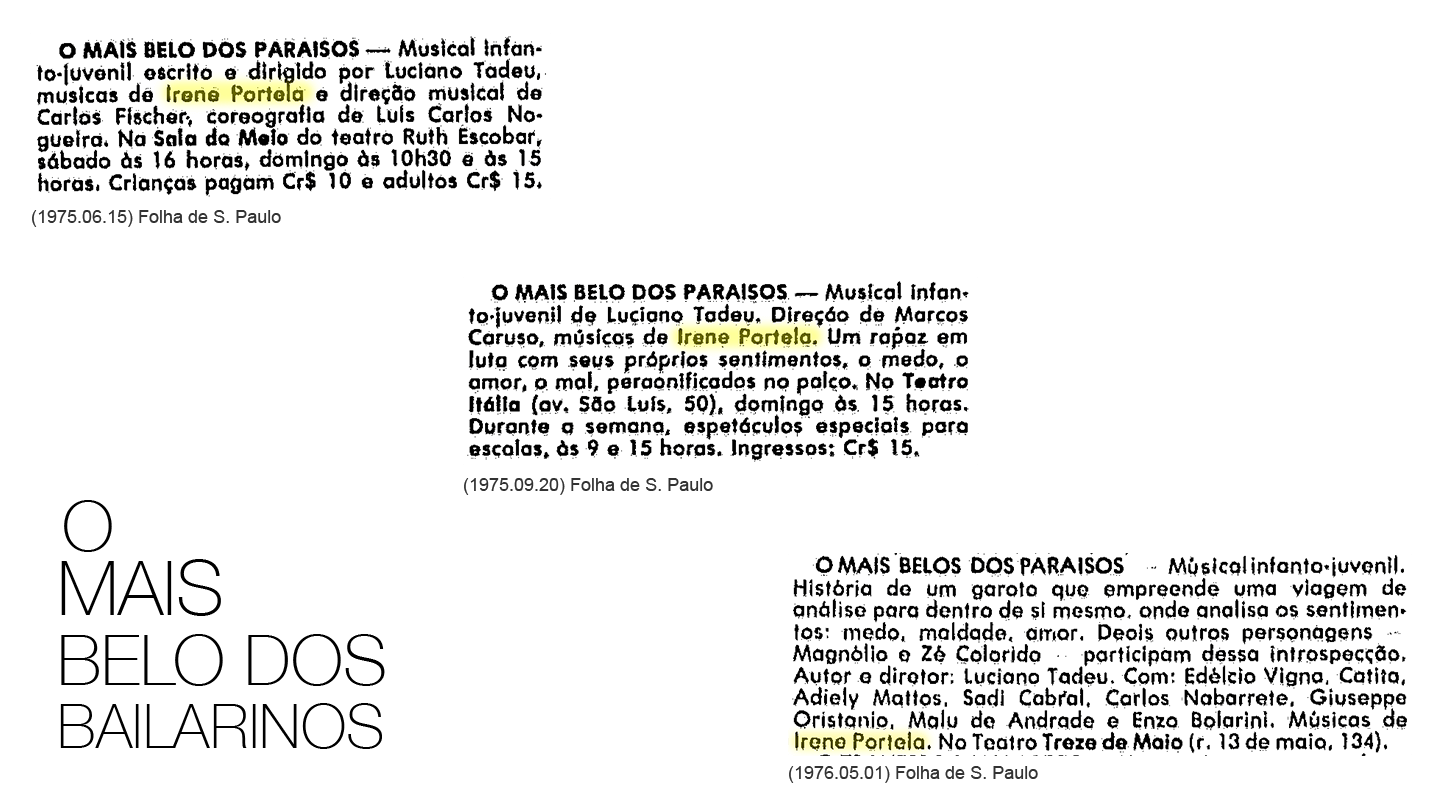 O MAIS BELO DOS PARAISOS — Musical infan-
to-juvenil escrito e dirigido por Luciano Tadeu,
musicas de Irene Portela e direção musical de
Carlos Fischer, coreografia de Luís Carlos No-
gueira. Na Sala do Meio do teatro Ruth Escobar,
sábado às 16 horas, domingo às 10h30 e às 15
horas. Crianças pagam Cr$ 10 e adultos Cr$ 15.
(1975.06.15) Folha de S. Paulo
O MAIS BELO DOS PARAISOS — Musical infan-
to-juvenil de Luciano Tadeu. Direção de Marcos
Caruso, músicas de Irene Portela. Um rapaz em
luta com seus próprios sentimentos, o medo, o
amor, o mal, peraonificados no palco. No Teatro
Itália (av. São Luís, 50), domingo às 15 horas.
Durante a semana, espetáculos especiais para
escalas, às 9 e 15 horas. Ingressos: Cr$ 15.
(1975.09.20) Folha de S. Paulo
O
MAIS
BELO DOS
BAILARINOS
O MAIS BELOS DOS PARAISOS - Músical infanto-juvenil.
História de um garoto que empreende uma viagem de
análise para dentro de si mesmo, onde analisa os sentimen-
tos: medo, maldade, amor. Deois outros personagens —
Magnólio e Zé Colorido — participam dessa introspecção.
Autor e diretor: Luciano Tadeu. Com: Edélcio Vigna, Catita,
Adiely Mattos, Sadi Cabral, Carlos Nabarrete, Giuseppe
Oristanio, Malu de Andrade e Enzo Bolarini. Músicas de
Irene Portela. No Teatro Treze de Maio (r. 13 de maio, 134).
(1976.05.01) Folha de S. Paulo